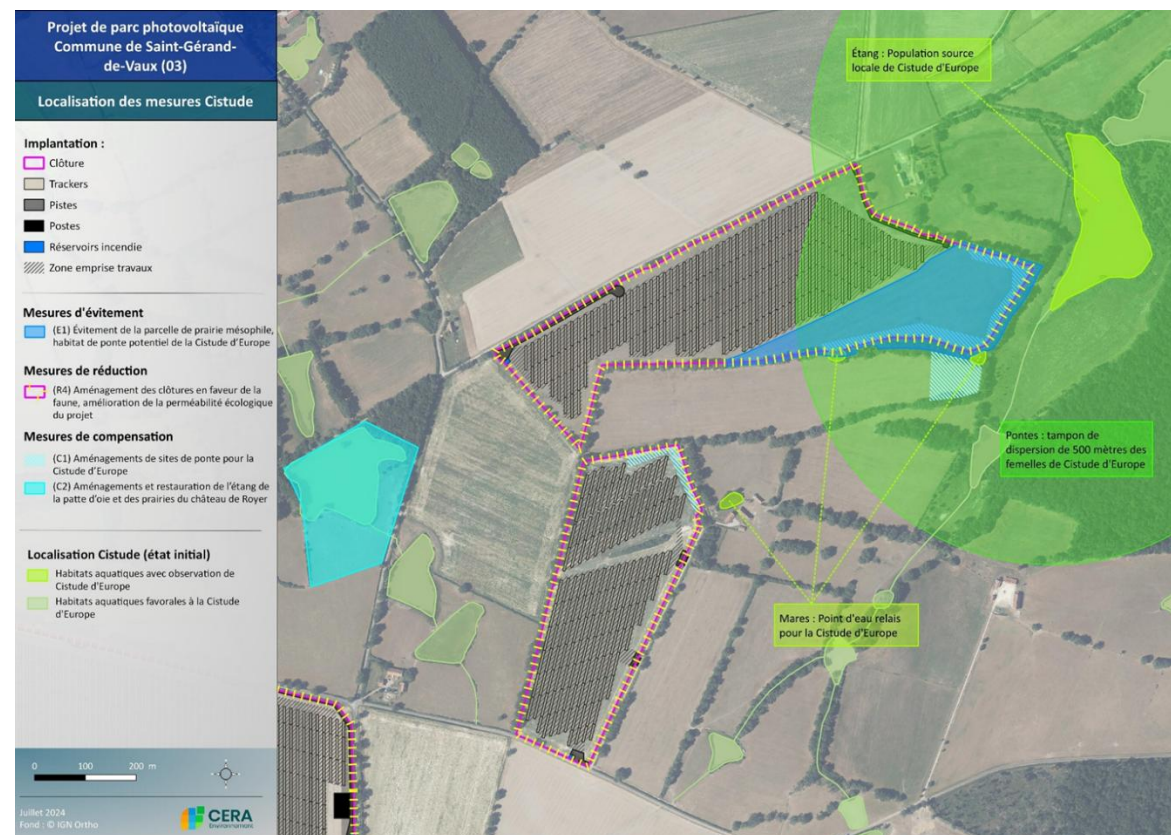 Projet de parc photovoltaïque
Commune de Saint-Gérand-
de-Vaux (03)
Localisation des mesures Cistude
Implantation :
Clôture
Trackers
Pistes
Postes
Réservoirs incendie
Zone emprise travaux
Mesures d'évitement
(E1) Évitement de la parcelle de prairie mésophile,
habitat de ponte potentiel de la Cistude d'Europe
Mesures de réduction
(R4) Aménagement des clôtures en faveur de la
faune, amélioration de la perméabilité écologique
du projet
Mesures de compensation
(C1) Aménagements de sites de ponte pour la
Cistude d'Europe
(C2) Aménagements et restauration de l'étang de
la patte d'oie et des prairies du château de Royer
Localisation Cistude (état initial)
Habitats aquatiques avec observation de
Cistude d'Europe
Habitats aquatiques favorales à la Cistude
d'Europe
0 100 200 m
Juillet 2024
Fond : © IGN Ortho
CERA
Environnement
Étang : Population source
locale de Cistude d'Europe
Pontes : tampon de
dispersion de 500 mètres des
femelles de Cistude d'Europe
Mares : Point d'eau relais
pour la Cistude d'Europe